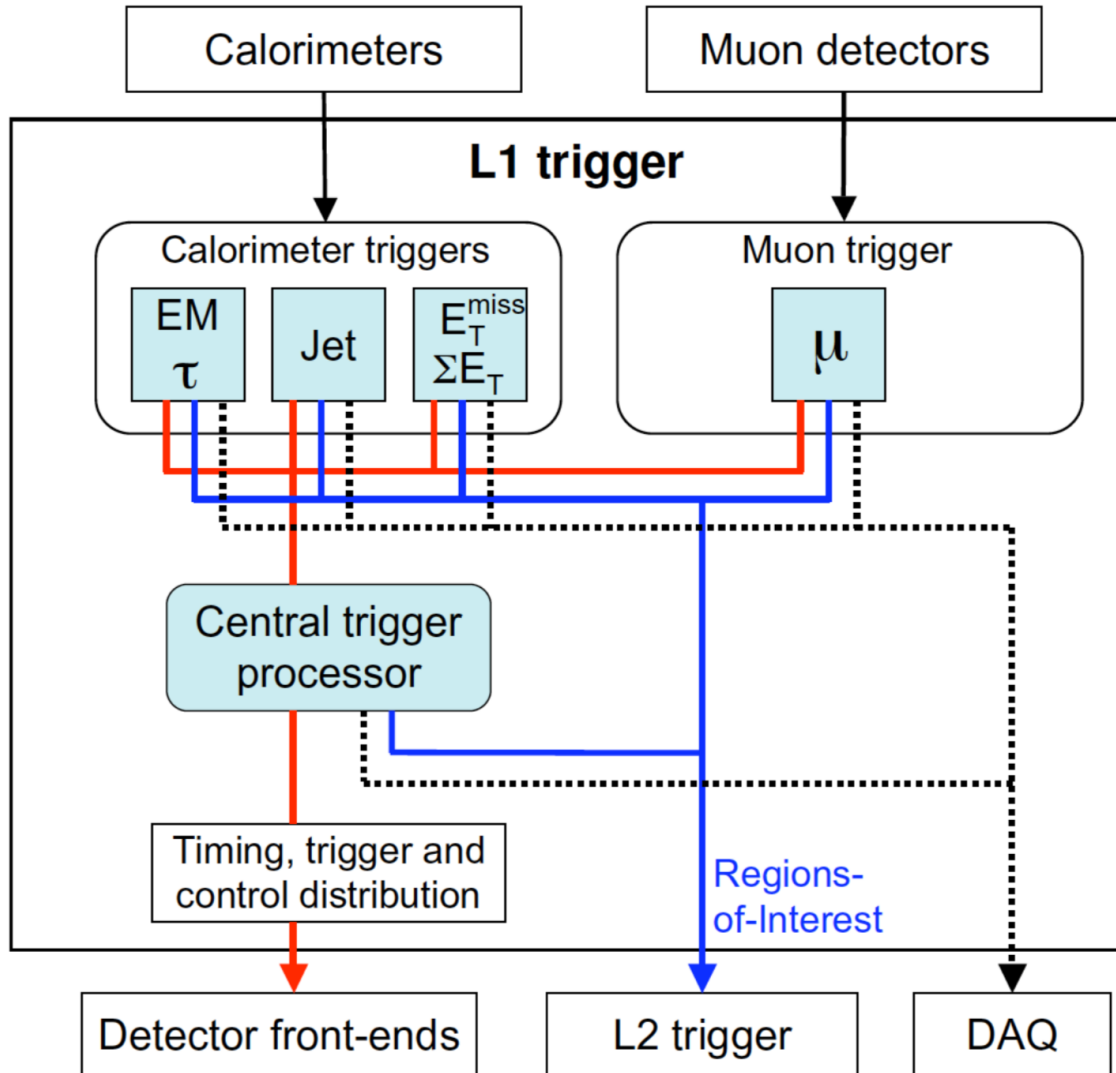 Calorimeters
Muon detectors
L1 trigger
Calorimeter triggers
Muon trigger
EM
τ
Jet
E_T^miss
ΣE_T
μ
Central trigger
processor
Timing, trigger and
control distribution
Regions-
of-Interest
Detector front-ends
L2 trigger
DAQ